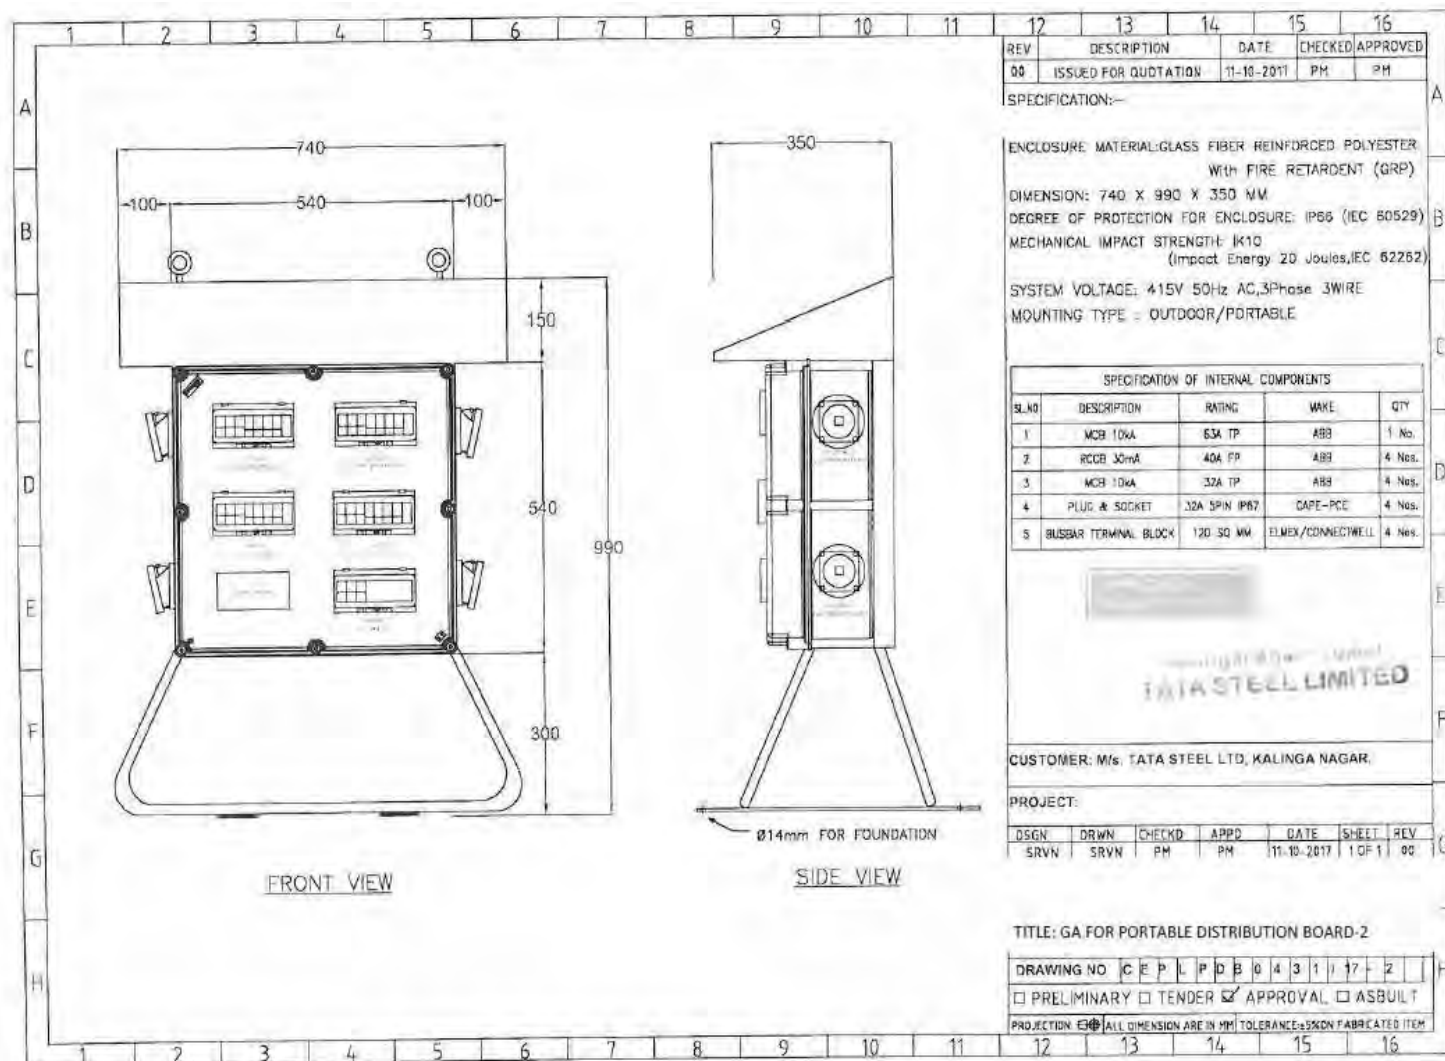 1 2 3 4 5 6 7 8 9 10 11 12 13 14 15 16
REV DESCRIPTION DATE CHECKED APPROVED
00 ISSUED FOR QUOTATION 11-10-2017 PM PM
A A
SPECIFICATION:-
740
350
ENCLOSURE MATERIAL:GLASS FIBER REINFORCED POLYESTER
With FIRE RETARDENT (GRP)
100 540 100
DIMENSION: 740 X 990 X 350 MM
B B
DEGREE OF PROTECTION FOR ENCLOSURE: IP66 (IEC 60529)
MECHANICAL IMPACT STRENGTH: IK10
(Impact Energy 20 Joules,IEC 62262)
SYSTEM VOLTAGE: 415V 50Hz AC,3Phase 3WIRE
MOUNTING TYPE : OUTDOOR/PORTABLE
150
C C
SPECIFICATION OF INTERNAL COMPONENTS
SL.NO DESCRIPTION RATING MAKE QTY
1 MCB 10kA 63A TP ABB 1 No.
2 RCCB 30mA 40A FP ABB 4 Nos.
3 MCB 10kA 32A TP ABB 4 Nos.
4 PLUG & SOCKET 32A 5PIN IP67 CAPE-PCE 4 Nos.
5 BUSBAR TERMINAL BLOCK 120 SQ MM ELMEX/CONNECTWELL 4 Nos.
D D
540
990
E E
TATA STEEL LIMITED
F F
300
CUSTOMER: M/s. TATA STEEL LTD, KALINGA NAGAR.
PROJECT:
Ø14mm FOR FOUNDATION
DSGN DRWN CHECKD APPD DATE SHEET REV
SRVN SRVN PM PM 11-10-2017 1 OF 1 00
G G
FRONT VIEW
SIDE VIEW
TITLE: GA FOR PORTABLE DISTRIBUTION BOARD-2
H H
DRAWING NO C E P L P D B 0 4 3 1 / 17 - 2
PRELIMINARY TENDER APPROVAL ASBUILT
PROJECTION ALL DIMENSION ARE IN MM TOLERANCE:±5%ON FABRICATED ITEM
1 2 3 4 5 6 7 8 9 10 11 12 13 14 15 16